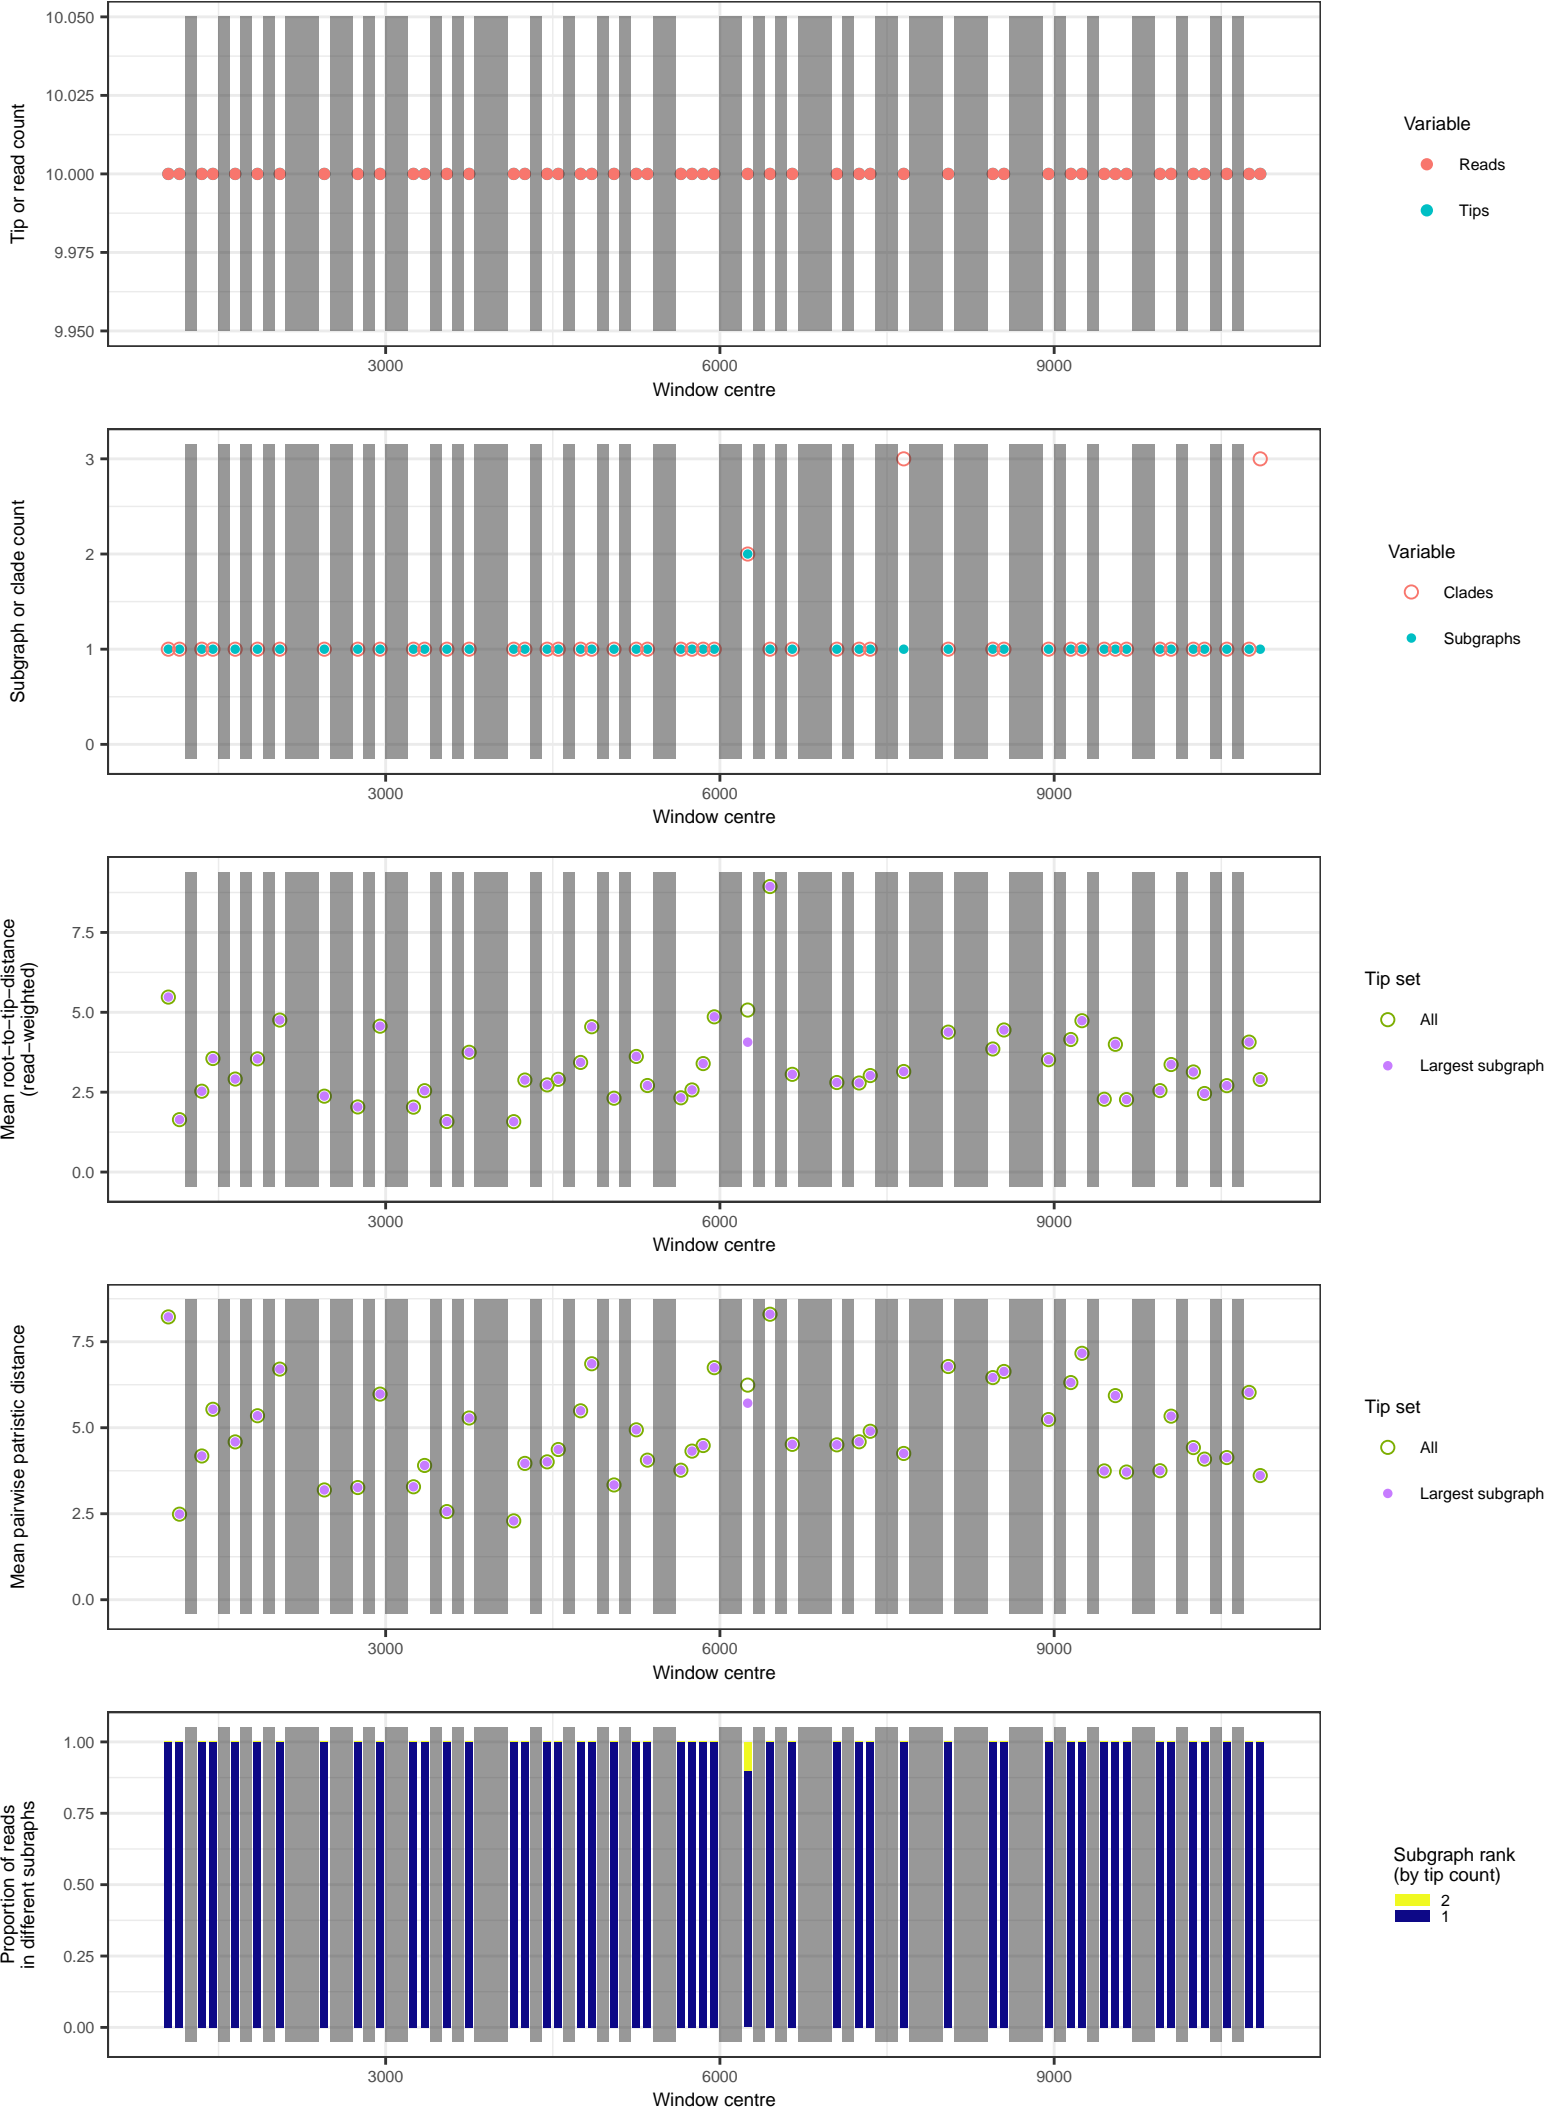 10.050
10.025
10.000
9.975
9.950
Tip or read count
3000
6000
9000
Window centre
Variable
Reads
Tips
3
2
1
0
Subgraph or clade count
3000
6000
9000
Window centre
Variable
Clades
Subgraphs
7.5
5.0
2.5
0.0
Mean root−to−tip−distance
(read−weighted)
3000
6000
9000
Window centre
Tip set
All
Largest subgraph
7.5
5.0
2.5
0.0
Mean pairwise patristic distance
3000
6000
9000
Window centre
Tip set
All
Largest subgraph
1.00
0.75
0.50
0.25
0.00
Proportion of reads
in different subraphs
3000
6000
9000
Window centre
Subgraph rank
(by tip count)
2
1